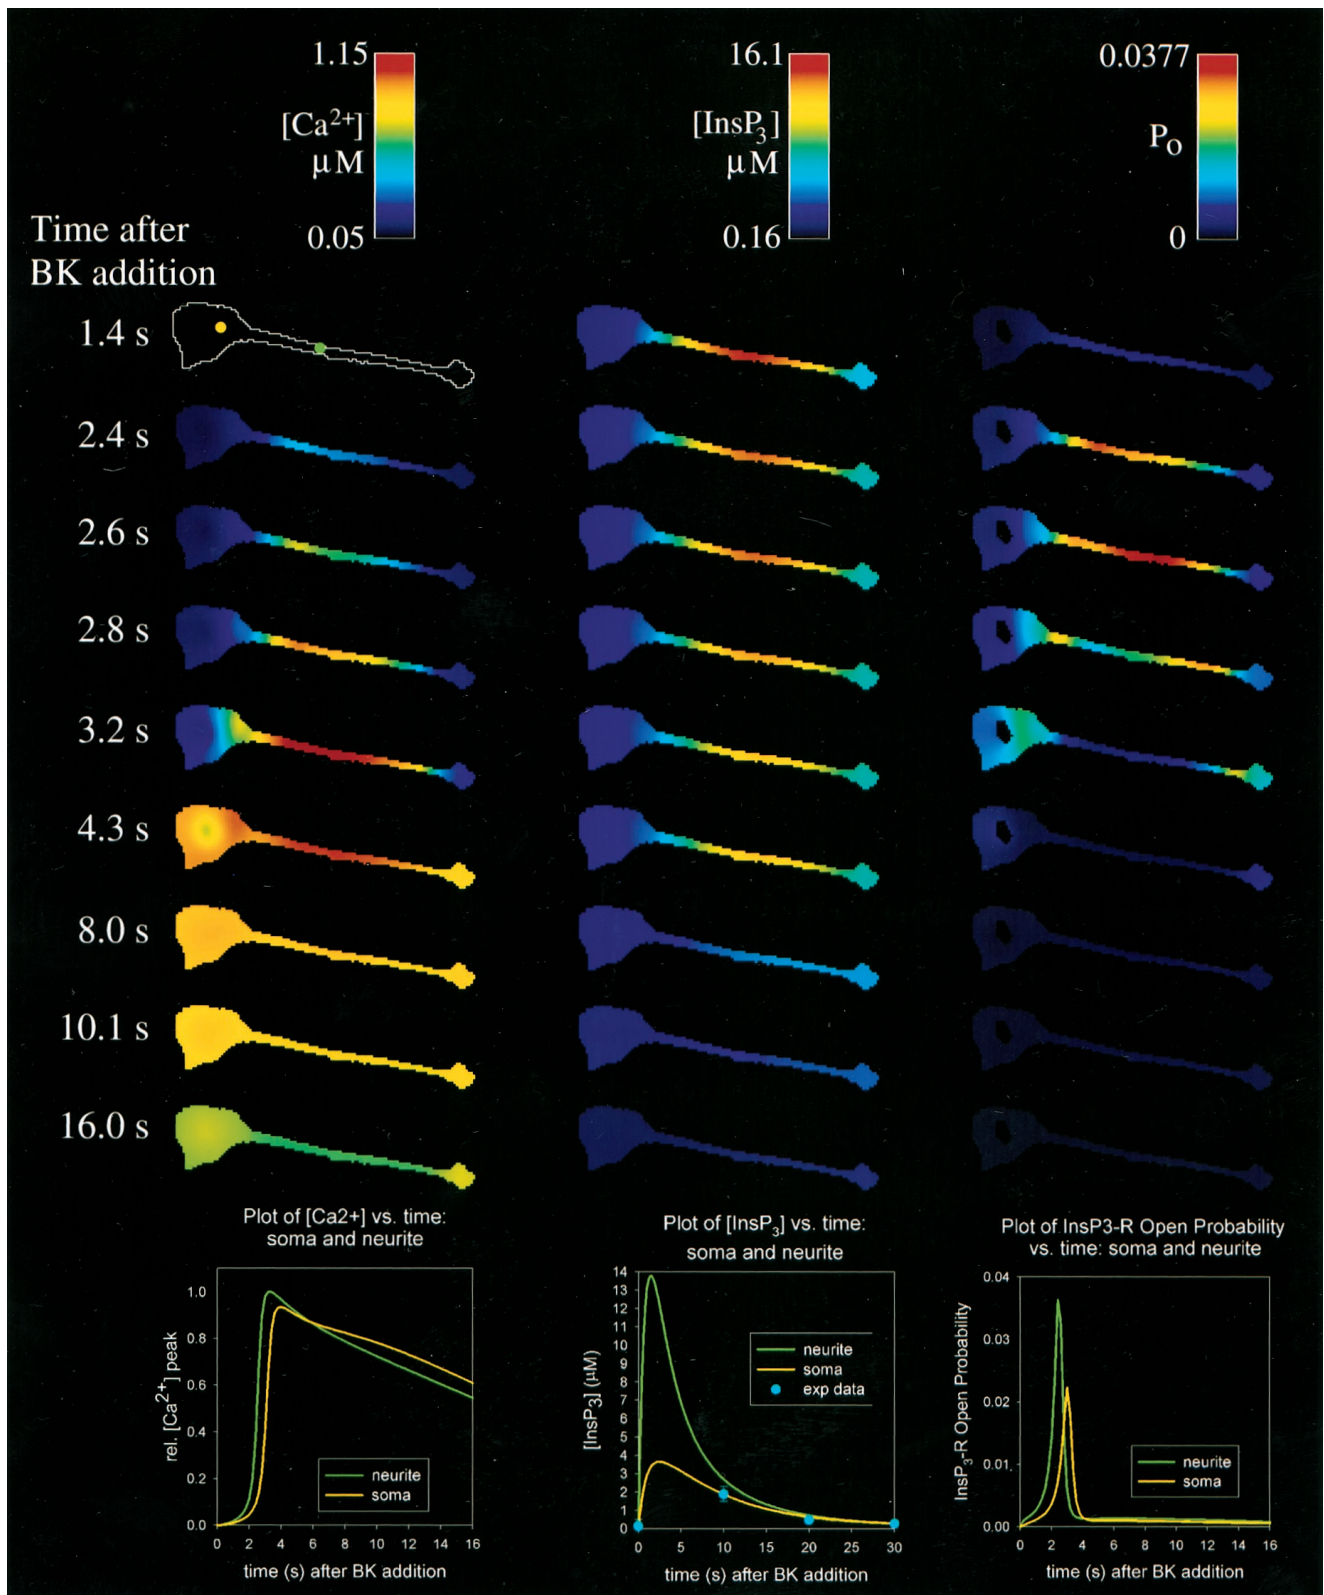 1.15
[Ca²⁺]
μM
0.05
16.1
[InsP₃]
μM
0.16
0.0377
Pₒ
0
Time after
BK addition
1.4 s
2.4 s
2.6 s
2.8 s
3.2 s
4.3 s
8.0 s
10.1 s
16.0 s
Plot of [Ca2+] vs. time:
soma and neurite
rel. [Ca²⁺] peak
1.0
0.8
0.6
0.4
0.2
0.0
neurite
soma
0 2 4 6 8 10 12 14 16
time (s) after BK addition
Plot of [InsP₃] vs. time:
soma and neurite
[InsP₃] (μM)
14
13
12
11
10
9
8
7
6
5
4
3
2
1
0
neurite
soma
exp data
0 5 10 15 20 25 30
time (s) after BK addition
Plot of InsP3-R Open Probability
vs. time: soma and neurite
InsP₃-R Open Probability
0.04
0.03
0.02
0.01
0.00
neurite
soma
0 2 4 6 8 10 12 14 16
time (s) after BK addition